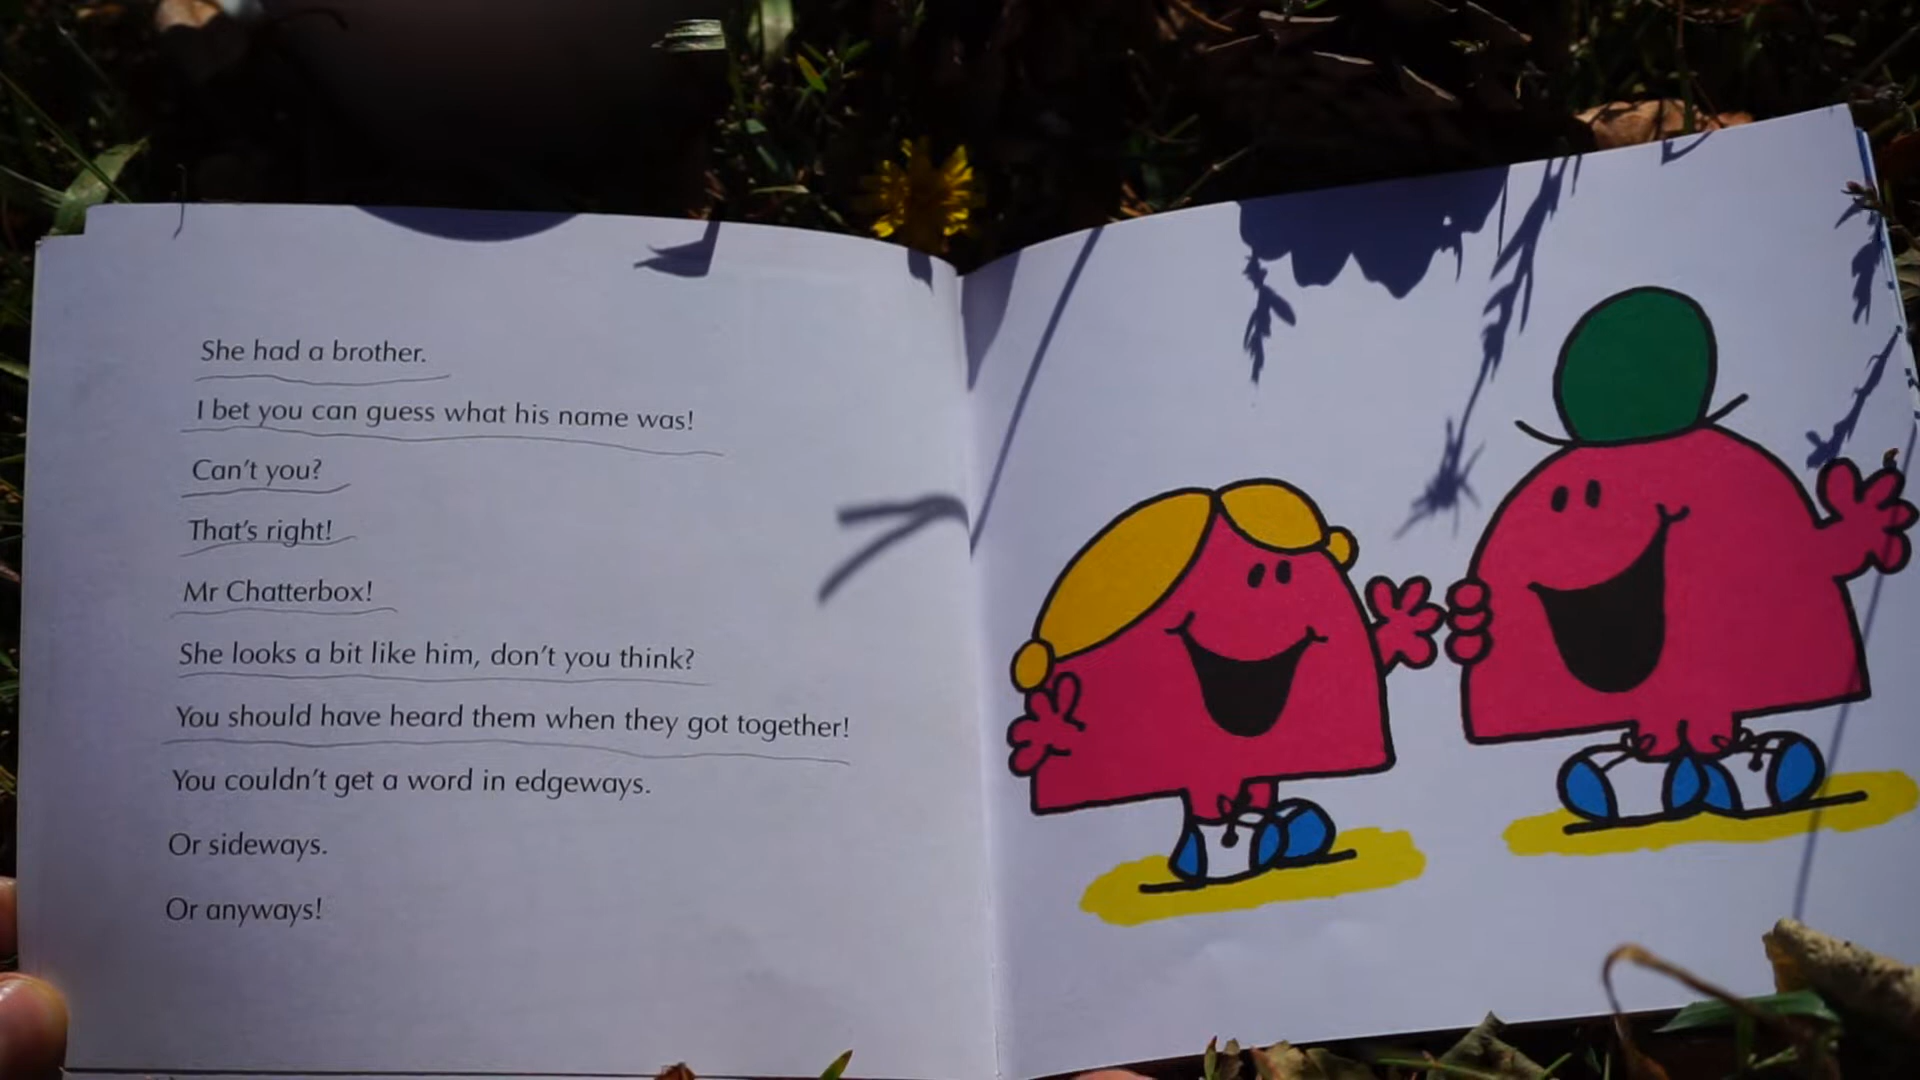 She had a brother.
I bet you can guess what his name was!
Can't you?
That's right!
Mr Chatterbox!
She looks a bit like him, don't you think?
You should have heard them when they got together!
You couldn't get a word in edgeways.
Or sideways.
Or anyways!